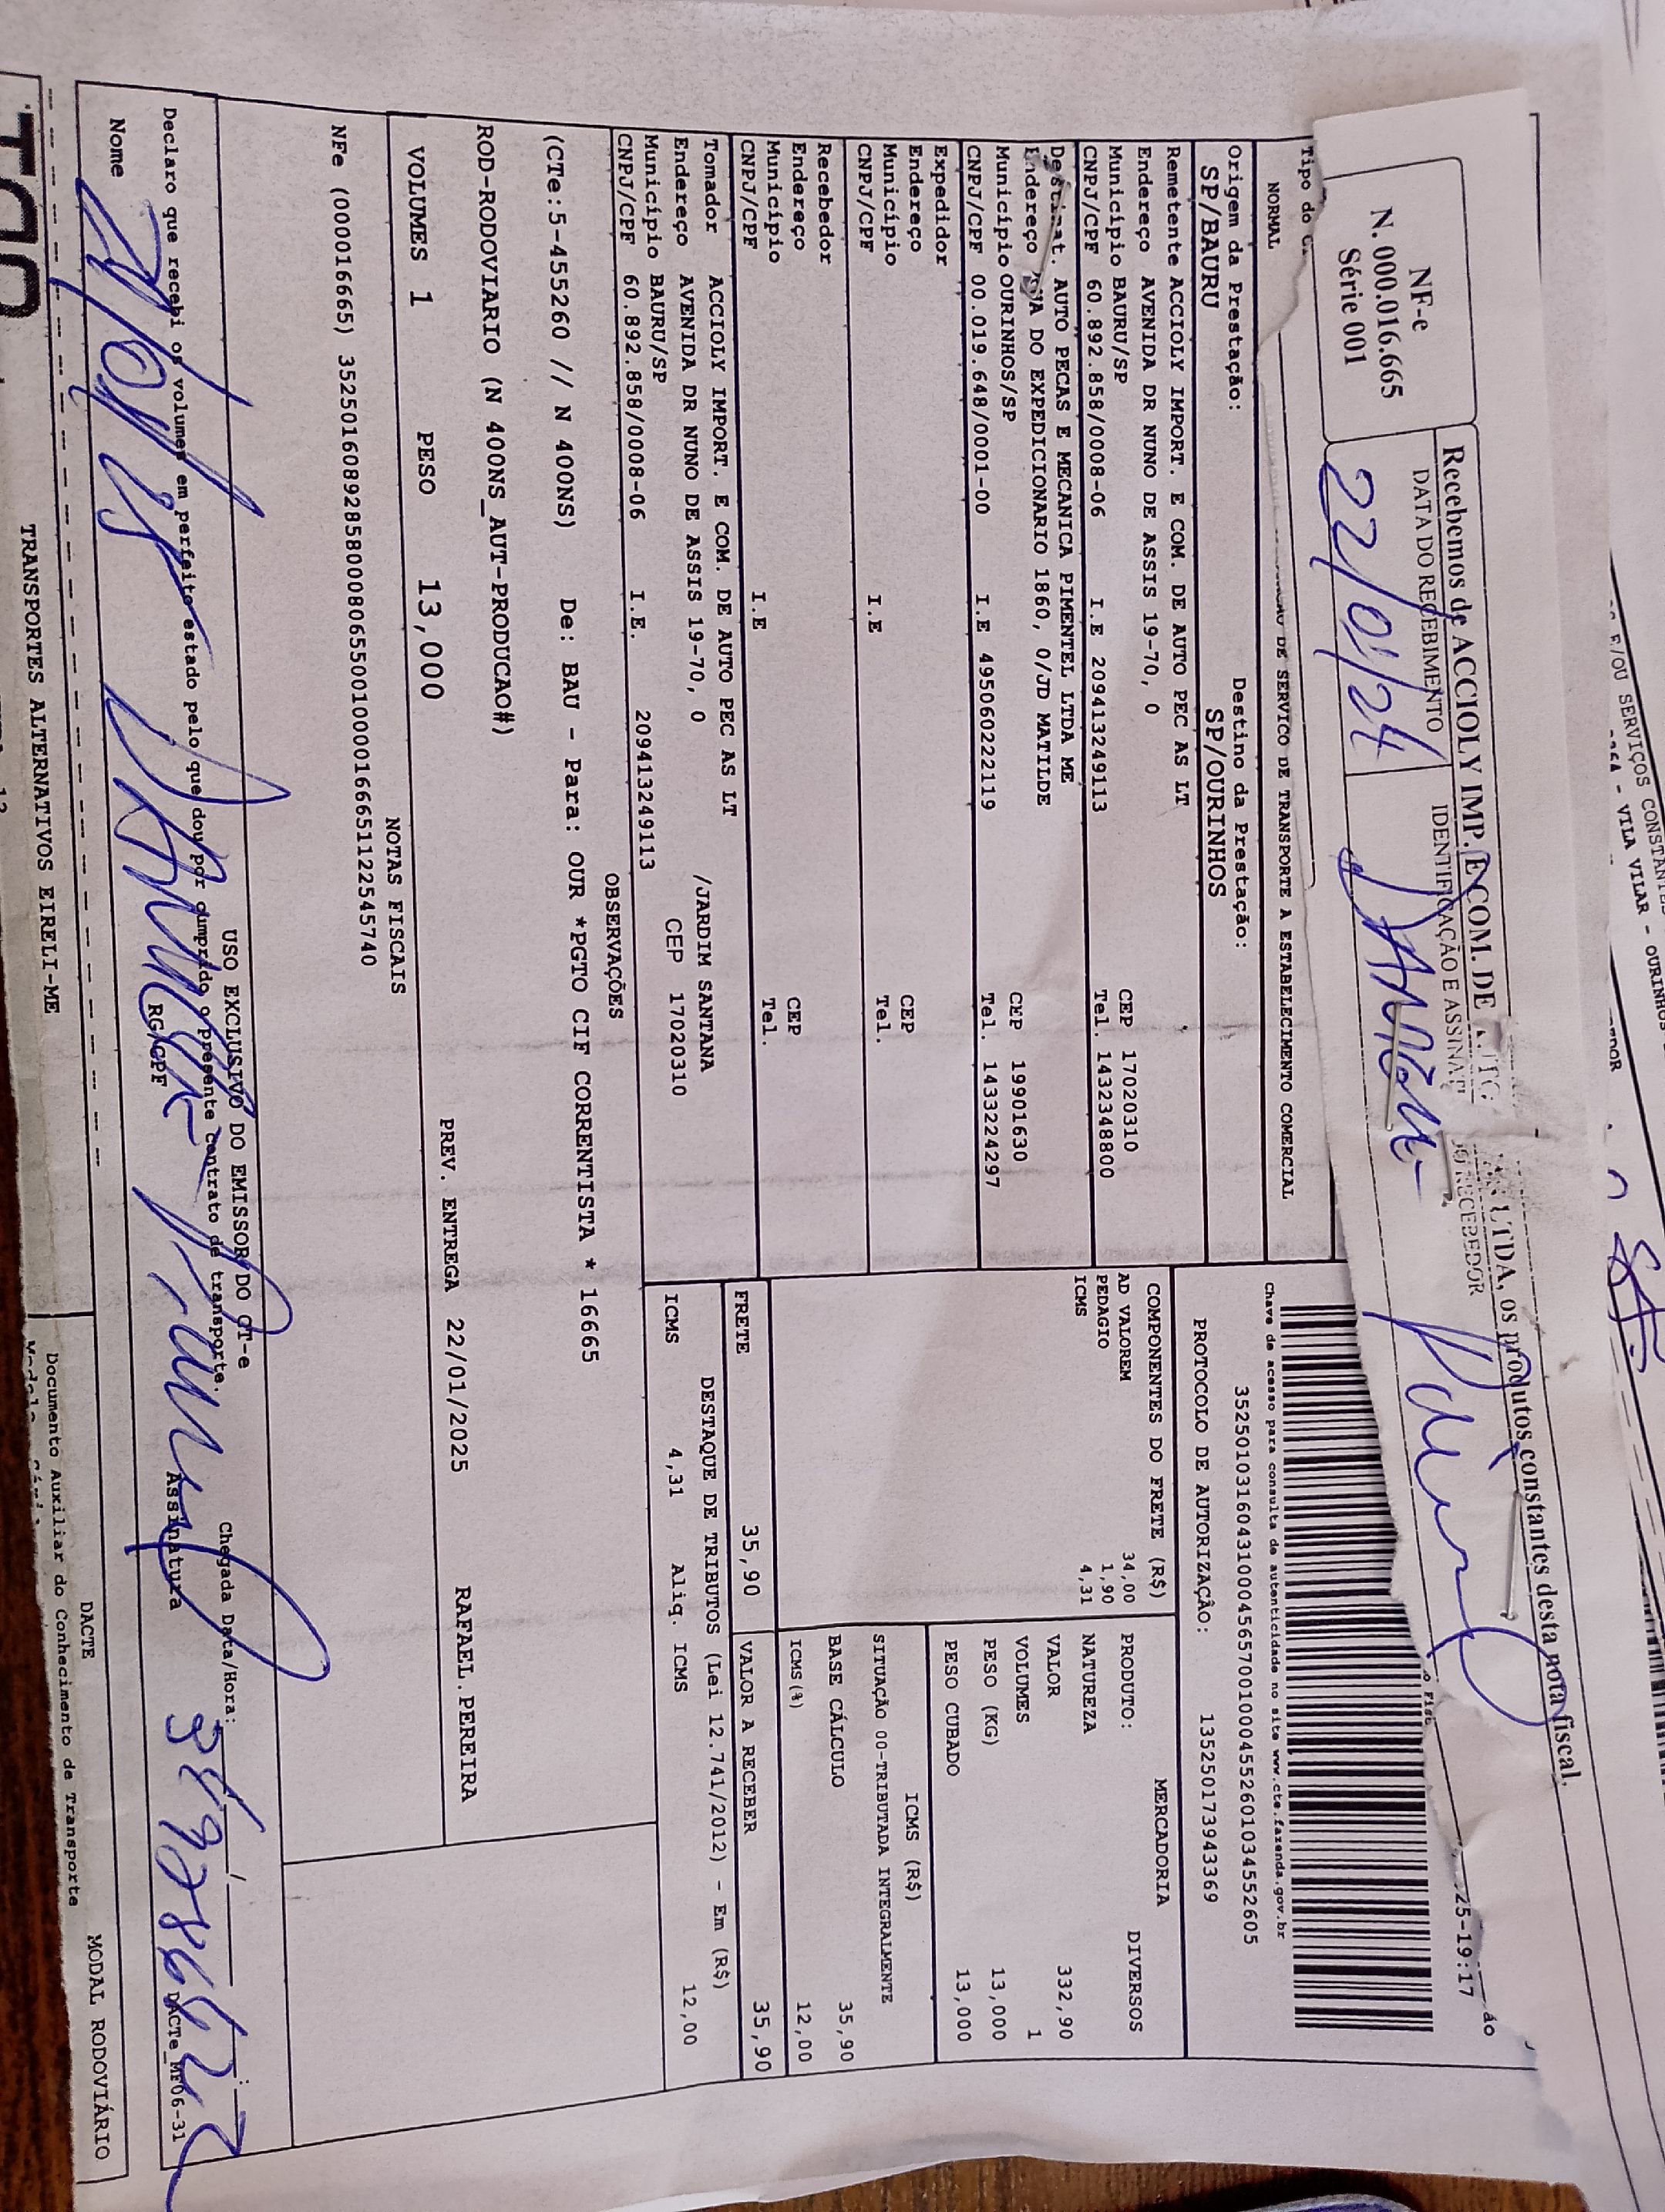 E/OU SERVIÇOS CONSTANTES
- VILA VILAR - OURINHOS
Recebemos de ACCIOLY IMP. E COM. DE LTDA, os produtos constantes desta nota fiscal.
NF-e
N. 000.016.665
Série 001
DATA DO RECEBIMENTO
22/01/24
IDENTIFICAÇÃO E ASSINAT RECEBEDOR
25-19:17
Tipo do
NORMAL
DE SERVICO DE TRANSPORTE A ESTABELECIMENTO COMERCIAL
Chave de acesso para consulta de autenticidade no site www.cte.fazenda.gov.br
35250103160431000456570010004552601034552605
Origem da Prestação:
SP/BAURU
Destino da Prestação:
SP/OURINHOS
PROTOCOLO DE AUTORIZAÇÃO: 135250173943369
Remetente ACCIOLY IMPORT. E COM. DE AUTO PEC AS LT
Endereço AVENIDA DR NUNO DE ASSIS 19-70, 0
Município BAURU/SP CEP 17020310
CNPJ/CPF 60.892.858/0008-06 I.E 209413249113 Tel. 1432348800
Destinat. AUTO PECAS E MECANICA PIMENTEL LTDA ME
Endereço DO EXPEDICIONARIO 1860, 0/JD MATILDE
Município OURINHOS/SP CEP 19901630
CNPJ/CPF 00.019.648/0001-00 I.E 495060222119 Tel. 1433224297
Expedidor
Endereço
Município CEP
CNPJ/CPF I.E Tel.
Recebedor
Endereço
Município CEP
CNPJ/CPF I.E Tel.
Tomador ACCIOLY IMPORT. E COM. DE AUTO PEC AS LT
Endereço AVENIDA DR NUNO DE ASSIS 19-70, 0 /JARDIM SANTANA
Município BAURU/SP CEP 17020310
CNPJ/CPF 60.892.858/0008-06 I.E. 209413249113
COMPONENTES DO FRETE (R$)
AD VALOREM 34,00
PEDAGIO 1,90
ICMS 4,31
MERCADORIA
PRODUTO: DIVERSOS
NATUREZA
VALOR 332,90
VOLUMES 1
PESO (KG) 13,000
PESO CUBADO 13,000
ICMS (R$)
SITUAÇÃO 00-TRIBUTADA INTEGRALMENTE
BASE CÁLCULO 35,90
ICMS(%) 12,00
FRETE 35,90
VALOR A RECEBER 35,90
DESTAQUE DE TRIBUTOS (Lei 12.741/2012) - Em (R$)
ICMS 4,31 Aliq. ICMS 12,00
OBSERVAÇÕES
(CTe:5-455260 // N 400NS) De: BAU - Para: OUR *PGTO CIF CORRENTISTA * 16665
ROD-RODOVIARIO (N 400NS_AUT-PRODUCAO#)
VOLUMES 1 PESO 13,000 PREV. ENTREGA 22/01/2025 RAFAEL.PEREIRA
NOTAS FISCAIS
NFe (000016665) 35250160892858000806550010000166651122545740
USO EXCLUSIVO DO EMISSOR DO CT-e
Declaro que recebi os volumes em perfeito estado pelo que dou por cumprido o presente contrato de transporte.
Chegada Data/Hora:
Nome
RG/CPF
Assinatura
DACTe_MF06-31
TRANSPORTES ALTERNATIVOS EIRELI-ME
DACTE
Documento Auxiliar do Conhecimento de Transporte
MODAL RODOVIÁRIO